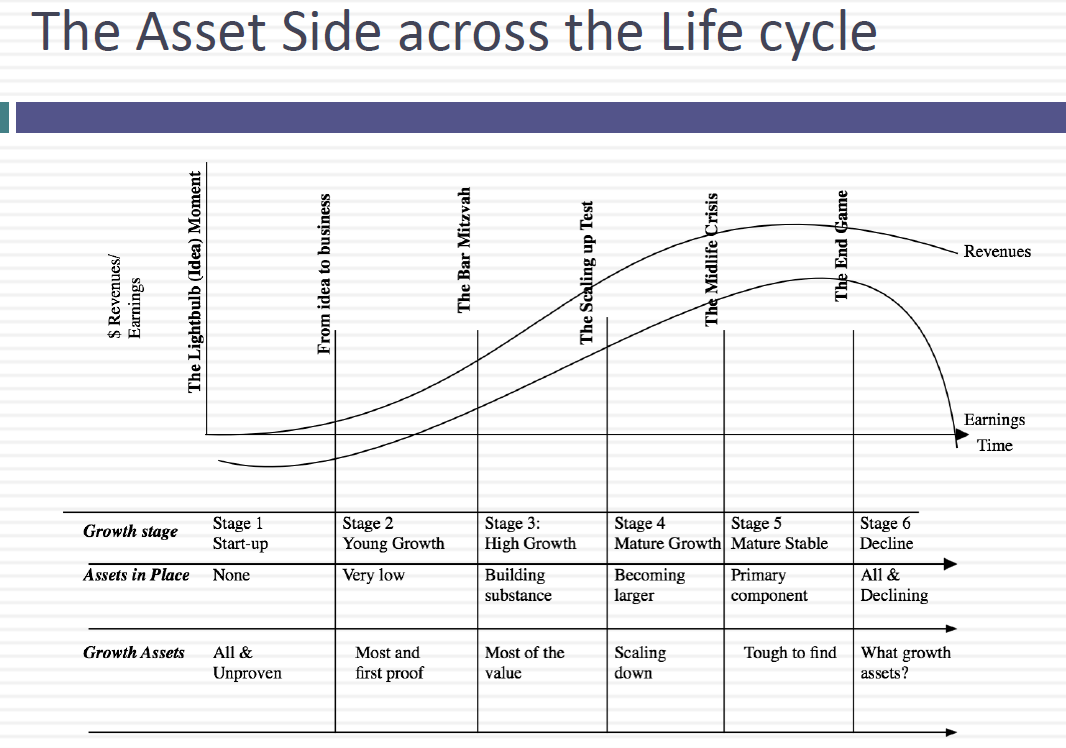 The Asset Side across the Life cycle
$ Revenues/
Earnings
The Lightbulb (Idea) Moment
From idea to business
The Bar Mitzvah
The Scaling up Test
The Midlife Crisis
The End Game
Revenues
Earnings
Time
Growth stage
Stage 1
Start-up
Stage 2
Young Growth
Stage 3:
High Growth
Stage 4
Mature Growth
Stage 5
Mature Stable
Stage 6
Decline
Assets in Place
None
Very low
Building
substance
Becoming
larger
Primary
component
All &
Declining
Growth Assets
All &
Unproven
Most and
first proof
Most of the
value
Scaling
down
Tough to find
What growth
assets?